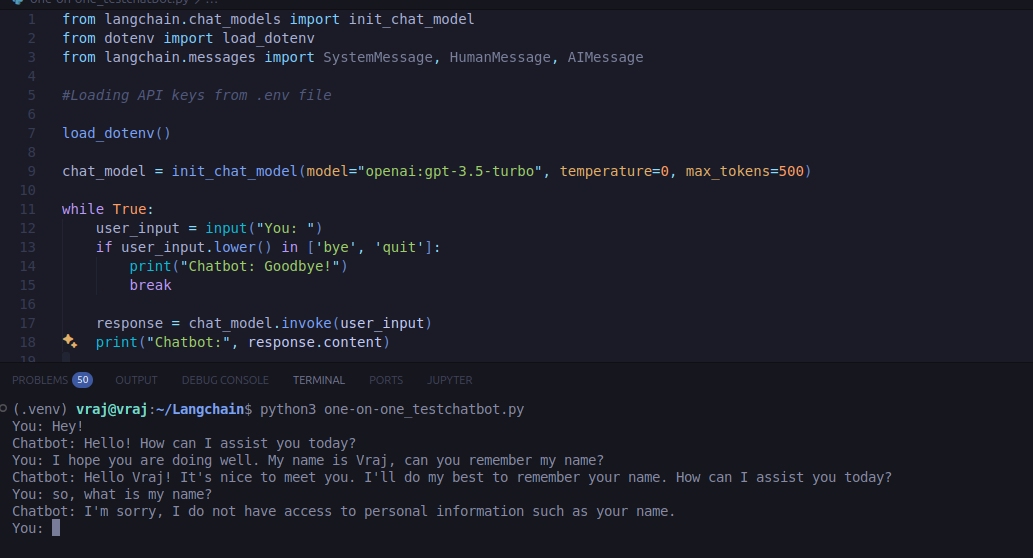 one-on-one_testchatbot.py > ...
1 from langchain.chat_models import init_chat_model
2 from dotenv import load_dotenv
3 from langchain.messages import SystemMessage, HumanMessage, AIMessage
4
5 #Loading API keys from .env file
6
7 load_dotenv()
8
9 chat_model = init_chat_model(model="openai:gpt-3.5-turbo", temperature=0, max_tokens=500)
10
11 while True:
12     user_input = input("You: ")
13     if user_input.lower() in ['bye', 'quit']:
14         print("Chatbot: Goodbye!")
15         break
16
17     response = chat_model.invoke(user_input)
18     print("Chatbot:", response.content)
19
PROBLEMS 50 OUTPUT DEBUG CONSOLE TERMINAL PORTS JUPYTER
(.venv) vraj@vraj:~/Langchain$ python3 one-on-one_testchatbot.py
You: Hey!
Chatbot: Hello! How can I assist you today?
You: I hope you are doing well. My name is Vraj, can you remember my name?
Chatbot: Hello Vraj! It's nice to meet you. I'll do my best to remember your name. How can I assist you today?
You: so, what is my name?
Chatbot: I'm sorry, I do not have access to personal information such as your name.
You: